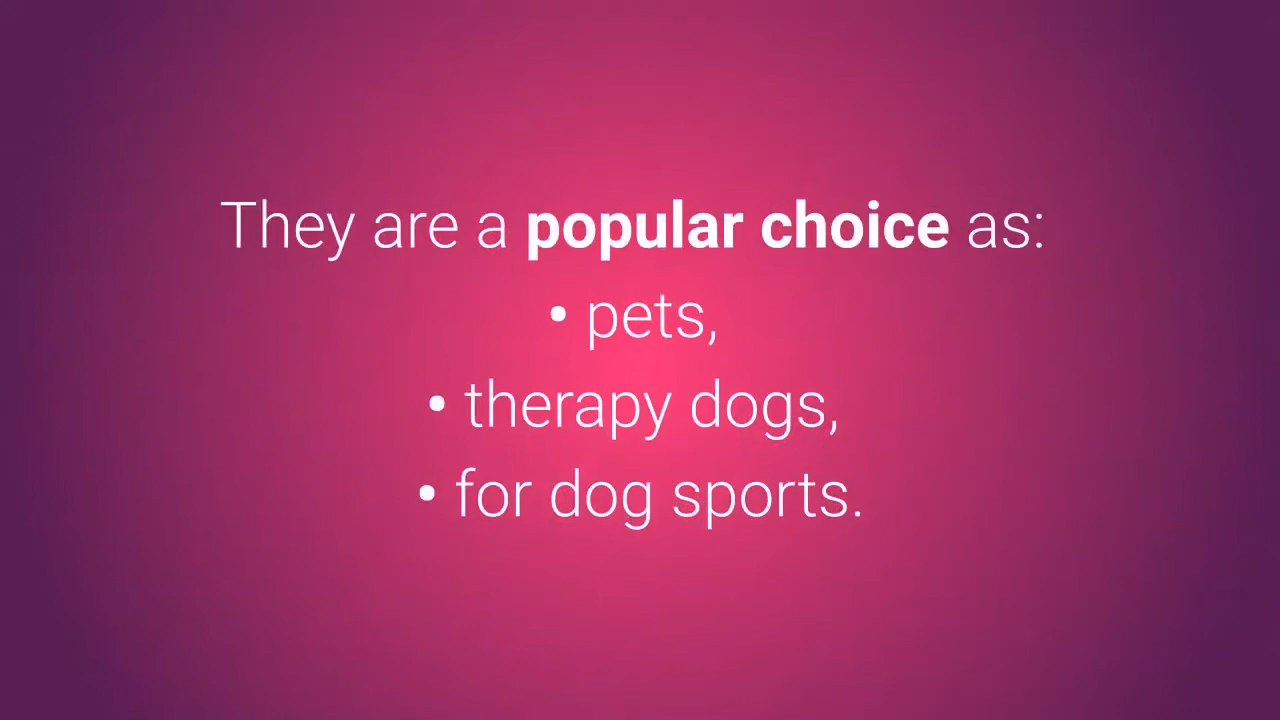 They are a popular choice as:
• pets,
• therapy dogs,
• for dog sports.